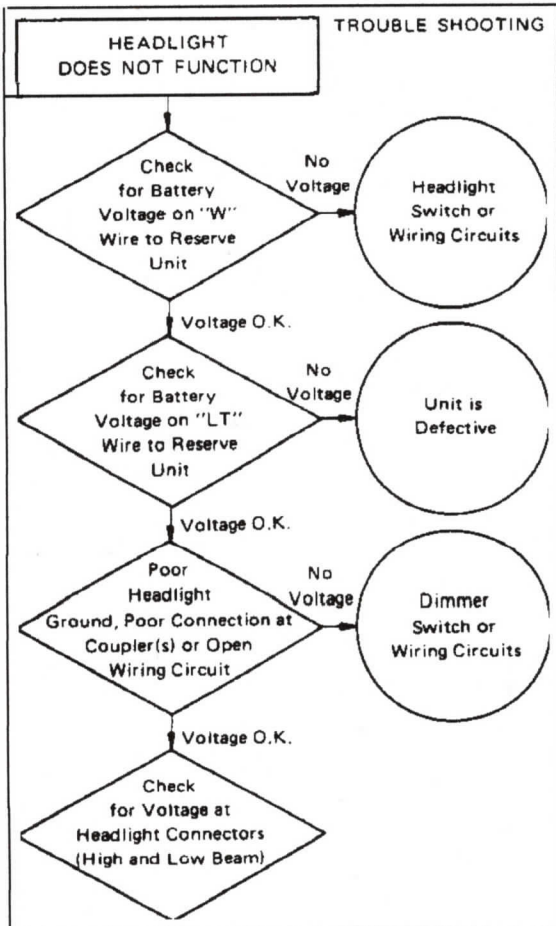 TROUBLE SHOOTING
HEADLIGHT
DOES NOT FUNCTION
Check
for Battery
Voltage on "W"
Wire to Reserve
Unit
No
Voltage
Headlight
Switch or
Wiring Circuits
Voltage O.K.
Check
for Battery
Voltage on "LT"
Wire to Reserve
Unit
No
Voltage
Unit is
Defective
Voltage O.K.
Poor
Headlight
Ground, Poor Connection at
Coupler(s) or Open
Wiring Circuit
No
Voltage
Dimmer
Switch or
Wiring Circuits
Voltage O.K.
Check
for Voltage at
Headlight Connectors
(High and Low Beam)